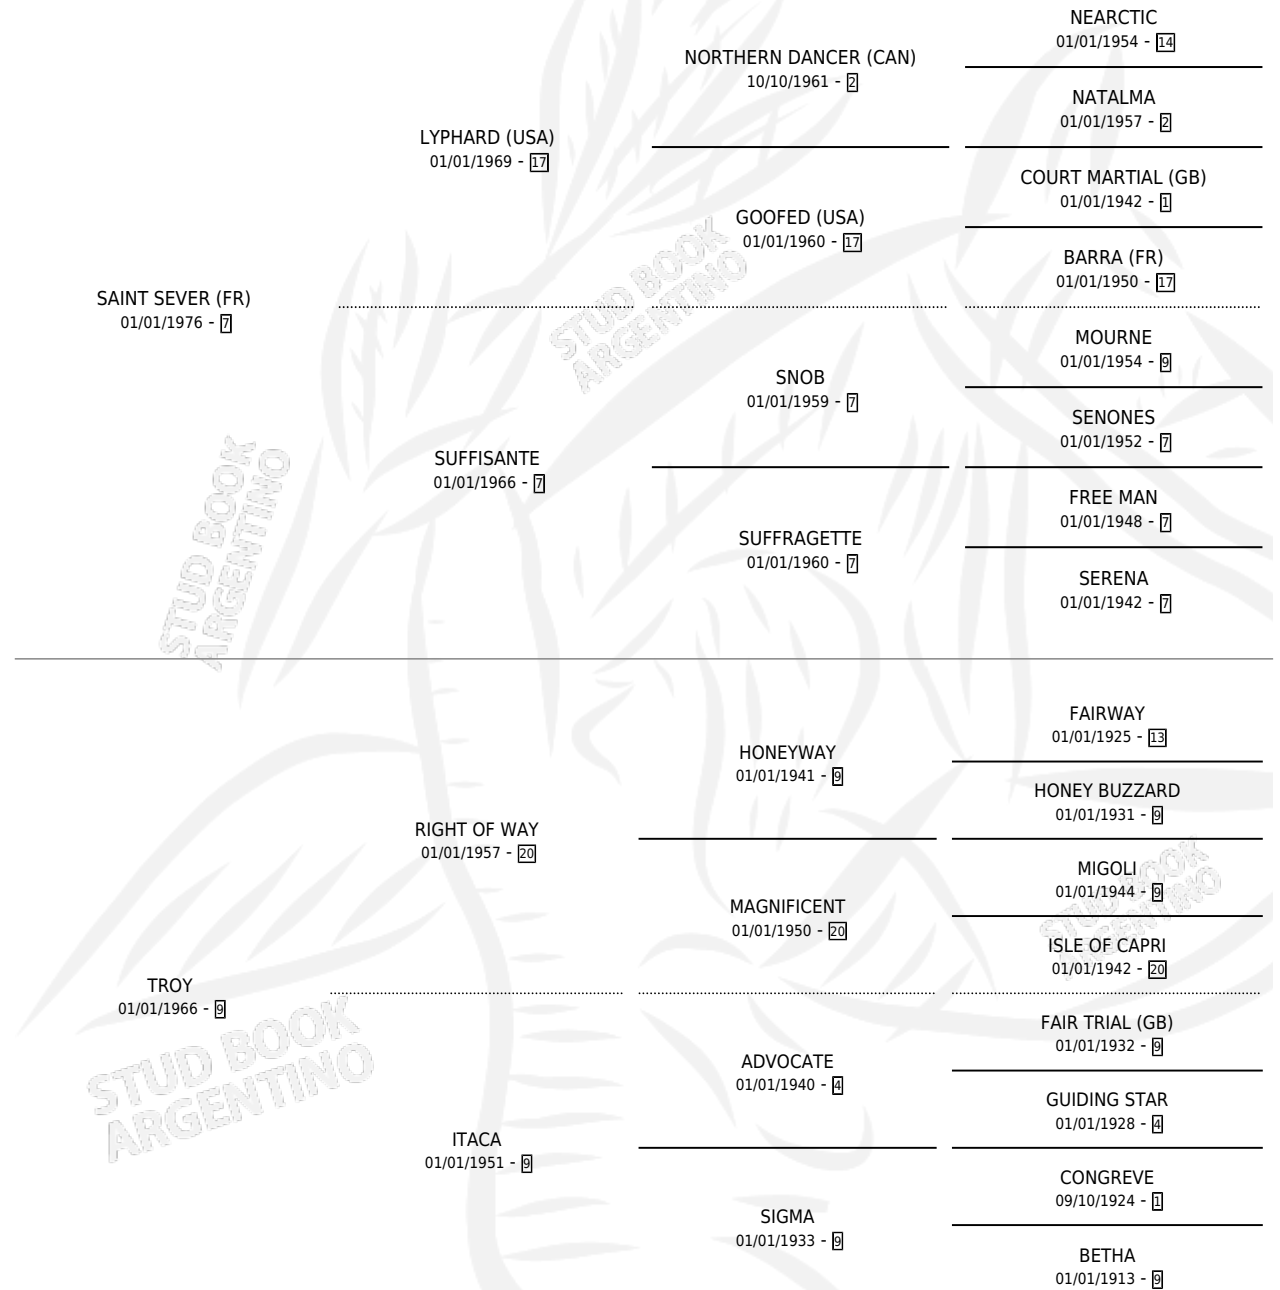 NEARCTIC
01/01/1954 - 14
NORTHERN DANCER (CAN)
10/10/1961 - 2
NATALMA
01/01/1957 - 2
LYPHARD (USA)
01/01/1969 - 17
COURT MARTIAL (GB)
01/01/1942 - 1
GOOFED (USA)
01/01/1960 - 17
BARRA (FR)
01/01/1950 - 17
SAINT SEVER (FR)
01/01/1976 - 7
STUD BOOK
ARGENTINO
MOURNE
01/01/1954 - 9
SNOB
01/01/1959 - 7
SENONES
01/01/1952 - 7
SUFFISANTE
01/01/1966 - 7
FREE MAN
01/01/1948 - 7
SUFFRAGETTE
01/01/1960 - 7
SERENA
01/01/1942 - 7
STUD BOOK
ARGENTINO
FAIRWAY
01/01/1925 - 13
HONEYWAY
01/01/1941 - 9
HONEY BUZZARD
01/01/1931 - 9
RIGHT OF WAY
01/01/1957 - 20
MIGOLI
01/01/1944 - 9
MAGNIFICENT
01/01/1950 - 20
ISLE OF CAPRI
01/01/1942 - 20
STUD BOOK
ARGENTINO
TROY
01/01/1966 - 9
FAIR TRIAL (GB)
01/01/1932 - 9
ADVOCATE
01/01/1940 - 4
GUIDING STAR
01/01/1928 - 4
STUD BOOK
ARGENTINO
ITACA
01/01/1951 - 9
CONGREVE
09/10/1924 - 1
SIGMA
01/01/1933 - 9
BETHA
01/01/1913 - 9